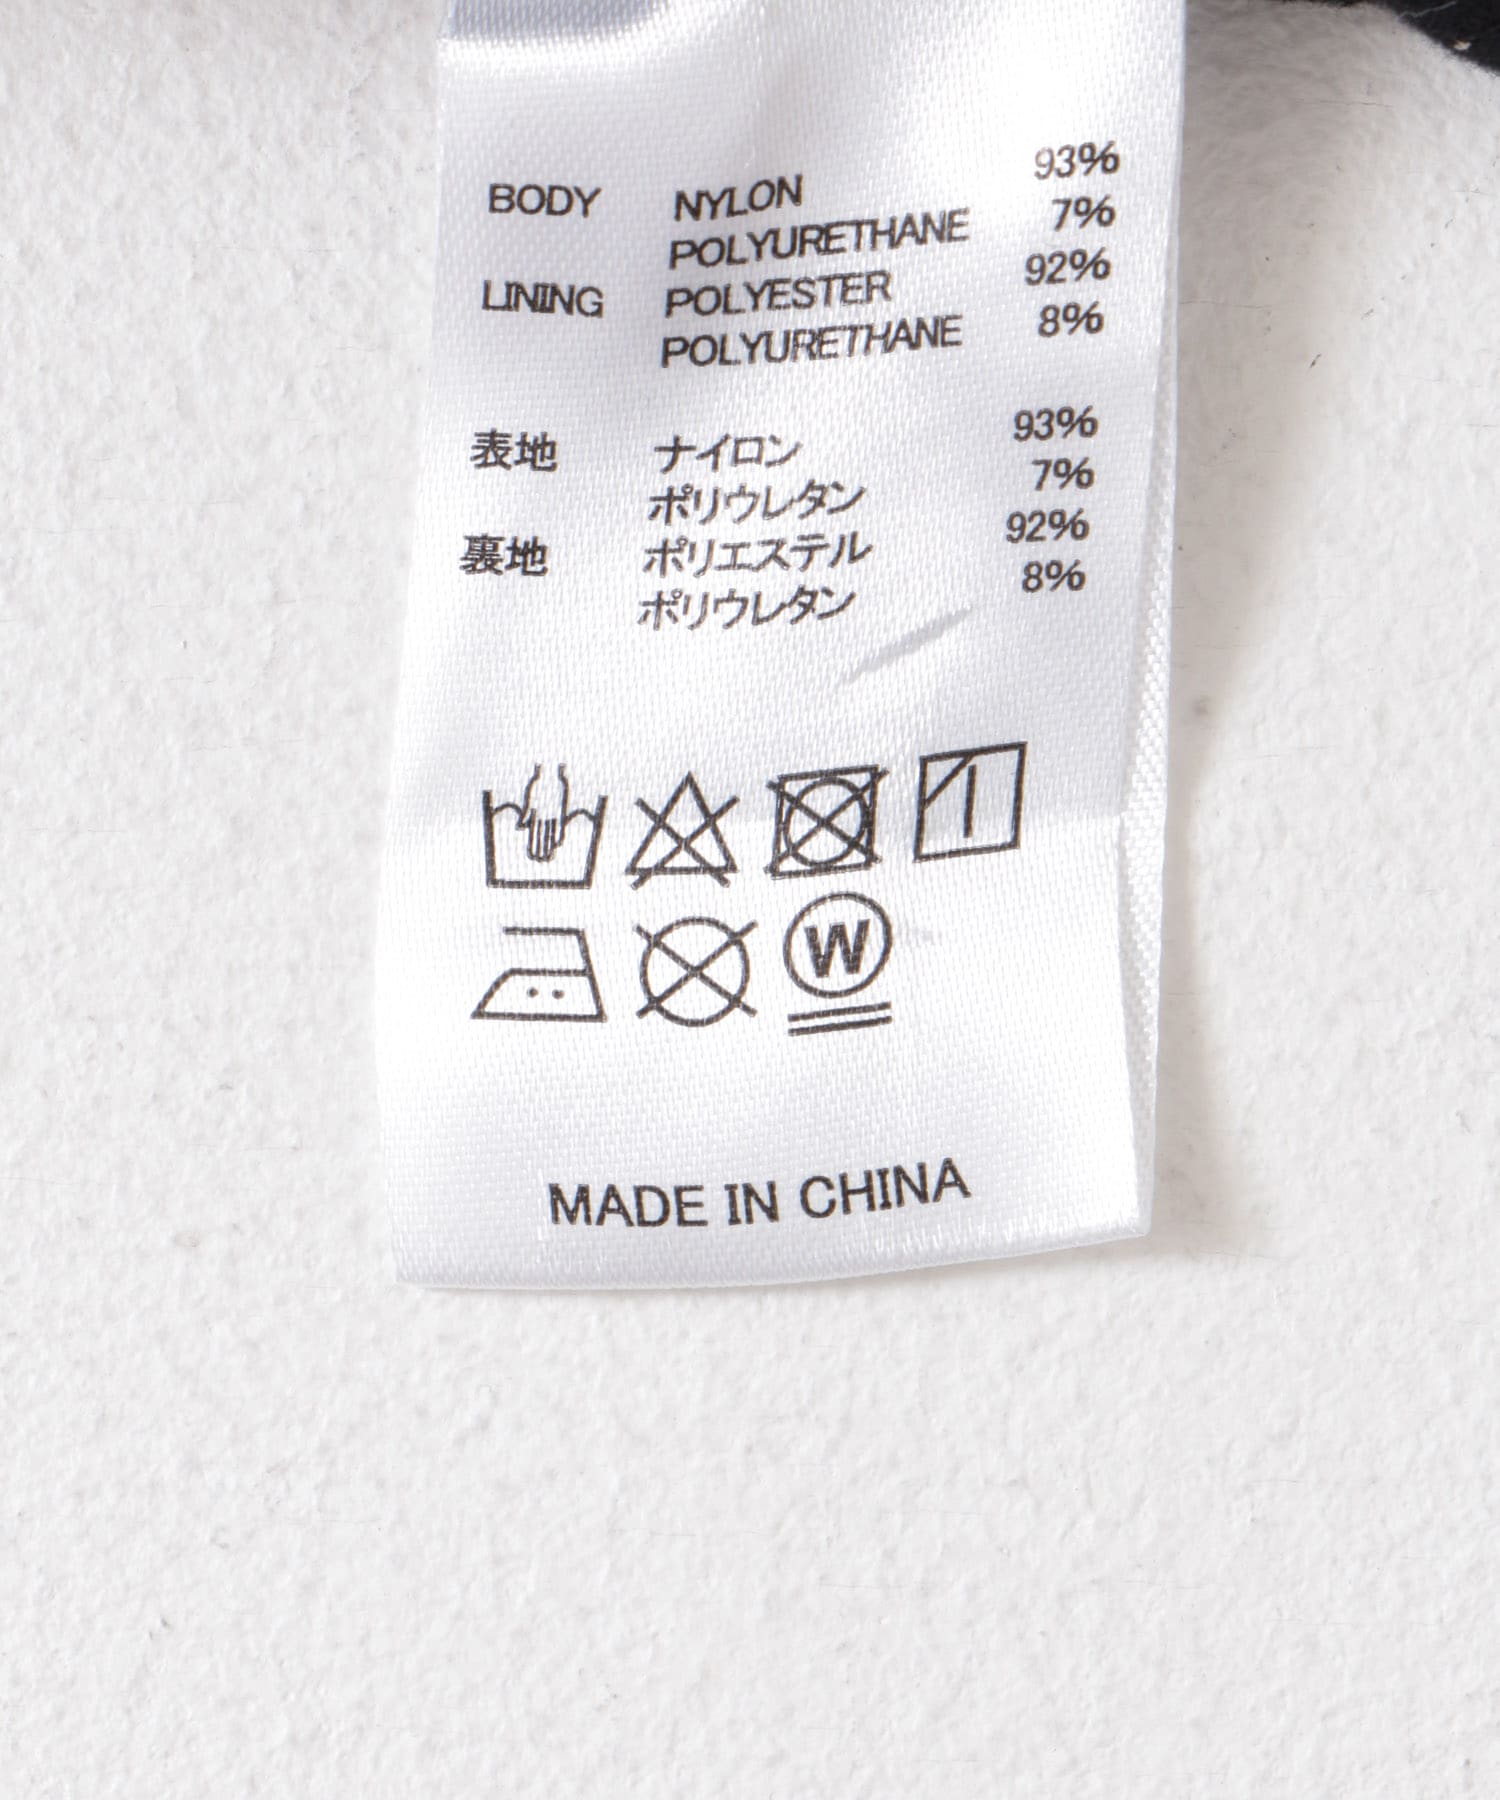 BODY NYLON 93%
POLYURETHANE 7%
LINING POLYESTER 92%
POLYURETHANE 8%
表地 ナイロン 93%
ポリウレタン 7%
裏地 ポリエステル 92%
ポリウレタン 8%
W
MADE IN CHINA